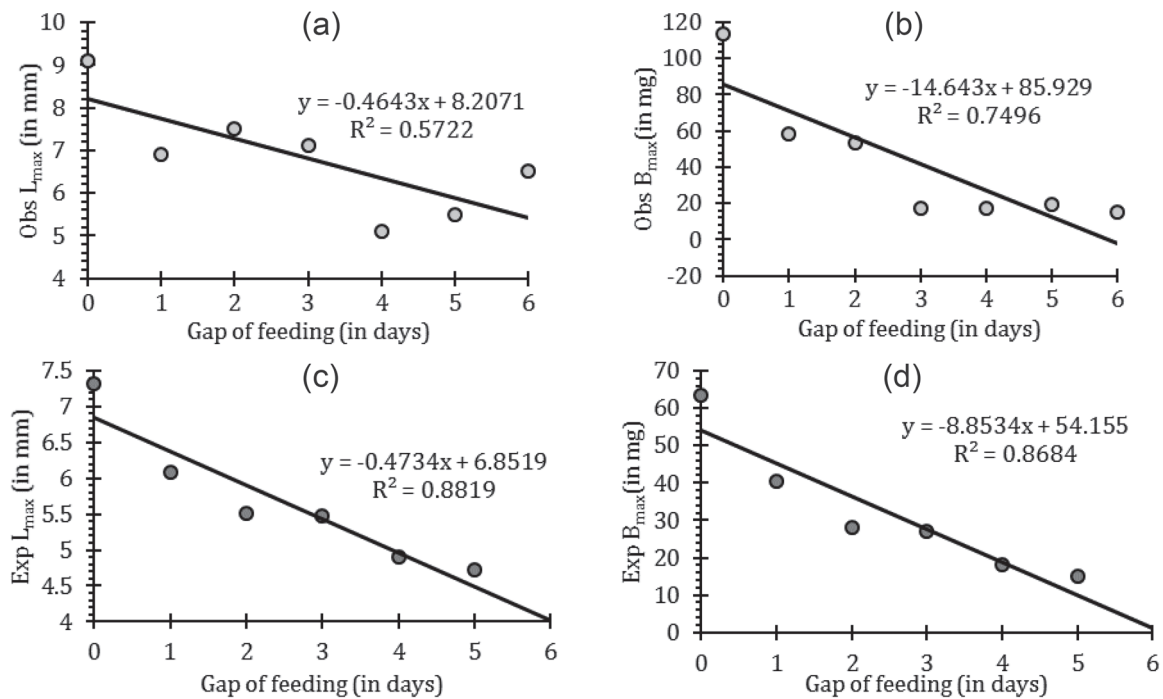 (a)
10
9
8
7
6
5
4
Obs L_max (in mm)
y = -0.4643x + 8.2071
R² = 0.5722
0 1 2 3 4 5 6
Gap of feeding (in days)
(b)
120
100
80
60
40
20
0
-20
Obs B_max(in mg)
y = -14.643x + 85.929
R² = 0.7496
0 1 2 3 4 5 6
Gap of feeding (in days)
(c)
7.5
7
6.5
6
5.5
5
4.5
4
Exp L_max (in mm)
y = -0.4734x + 6.8519
R² = 0.8819
0 1 2 3 4 5 6
Gap of feeding (in days)
(d)
70
60
50
40
30
20
10
0
Exp B_max(in mg)
y = -8.8534x + 54.155
R² = 0.8684
0 1 2 3 4 5 6
Gap of feeding (in days)